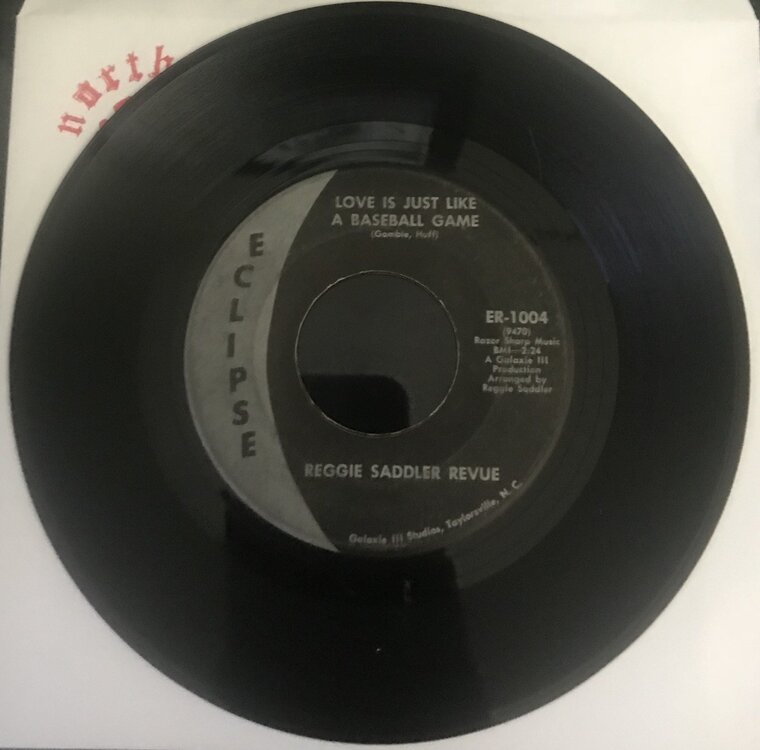 north
LOVE IS JUST LIKE
A BASEBALL GAME
(Gamble, Huff)
ECLIPSE
ER-1004
(9470)
Razor Sharp Music
BMI—2:24
A Galaxie III
Production
Arranged by
Reggie Saddler
REGGIE SADDLER REVUE
Galaxie III Studios, Taylorsville, N. C.